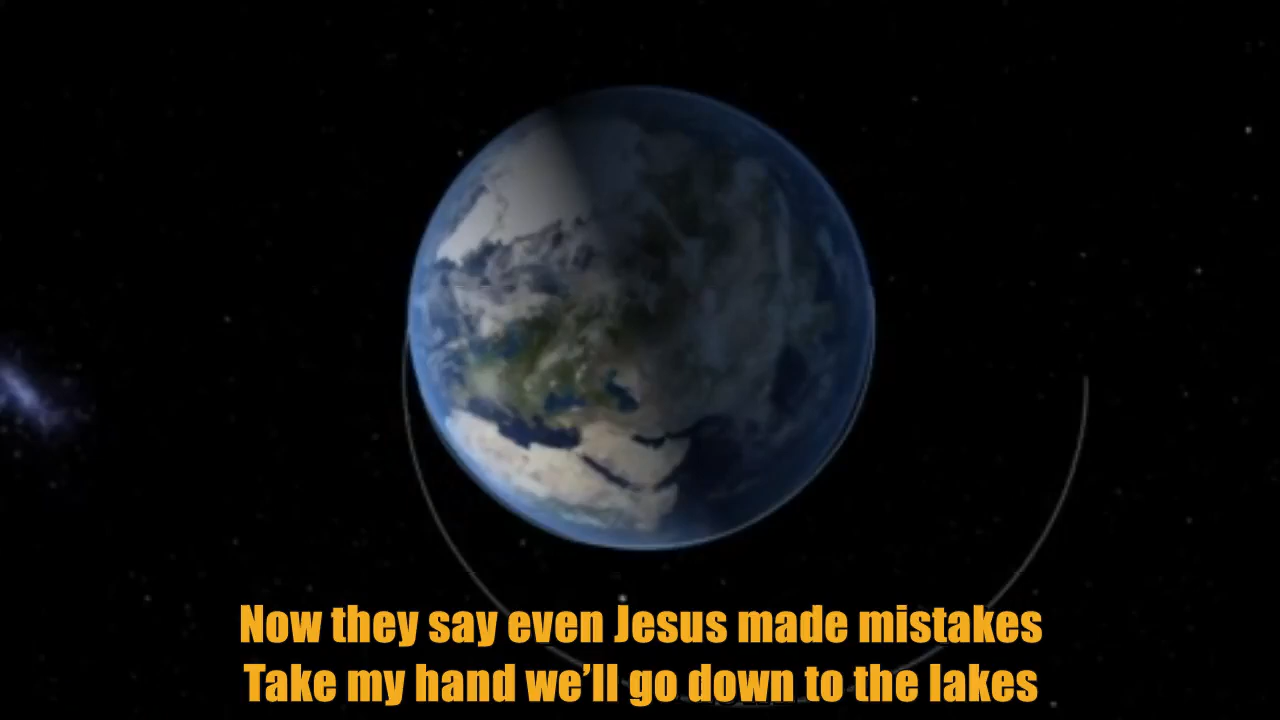 Now they say even Jesus made mistakes
Take my hand we’ll go down to the lakes